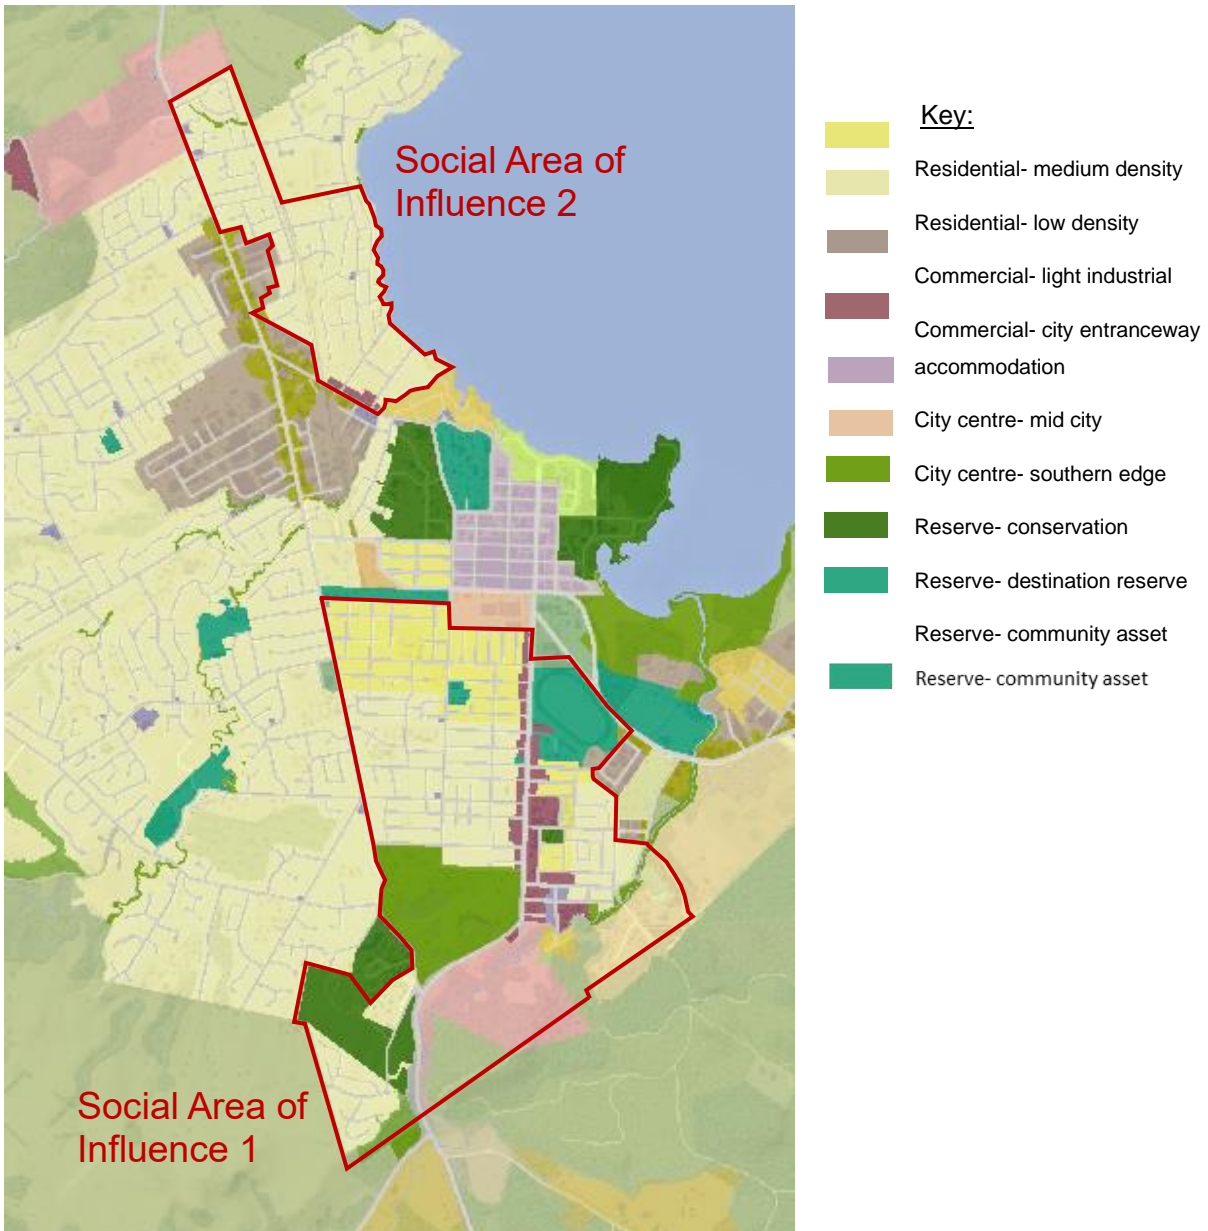 Social Area of
Influence 2
Social Area of
Influence 1
Key:
Residential- medium density
Residential- low density
Commercial- light industrial
Commercial- city entranceway
accommodation
City centre- mid city
City centre- southern edge
Reserve- conservation
Reserve- destination reserve
Reserve- community asset
Reserve- community asset